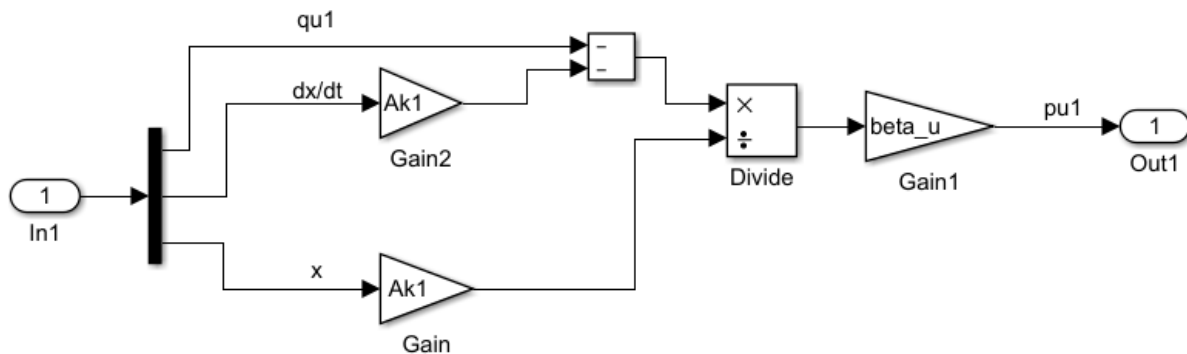 qu1
−
−
dx/dt
Ak1
Gain2
×
÷
Divide
beta_u
Gain1
pu1
1
Out1
1
In1
x
Ak1
Gain